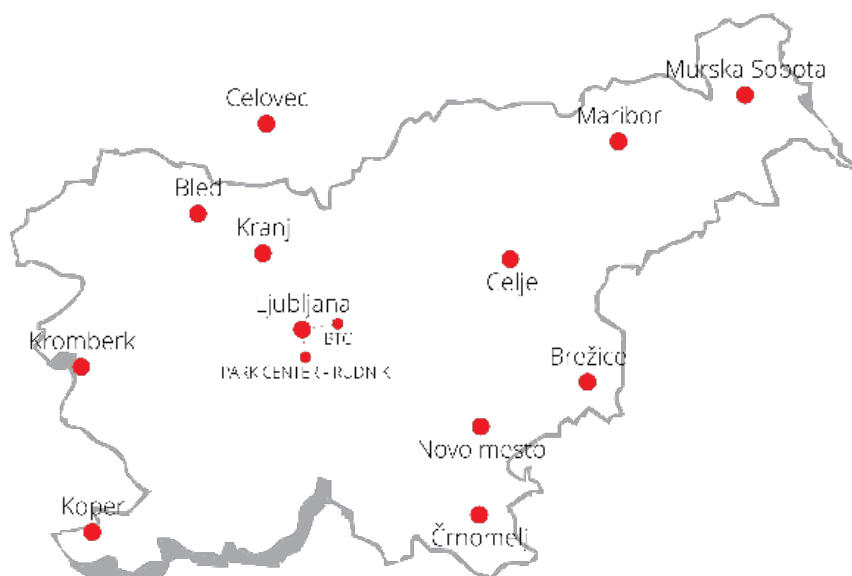 Murska Sobota
Celovec
Maribor
Bled
Kranj
Celje
Ljubljana
BTC
Kromberk
Brežice
PARK CENTER - RUDNIK
Novo mesto
Koper
Črnomelj